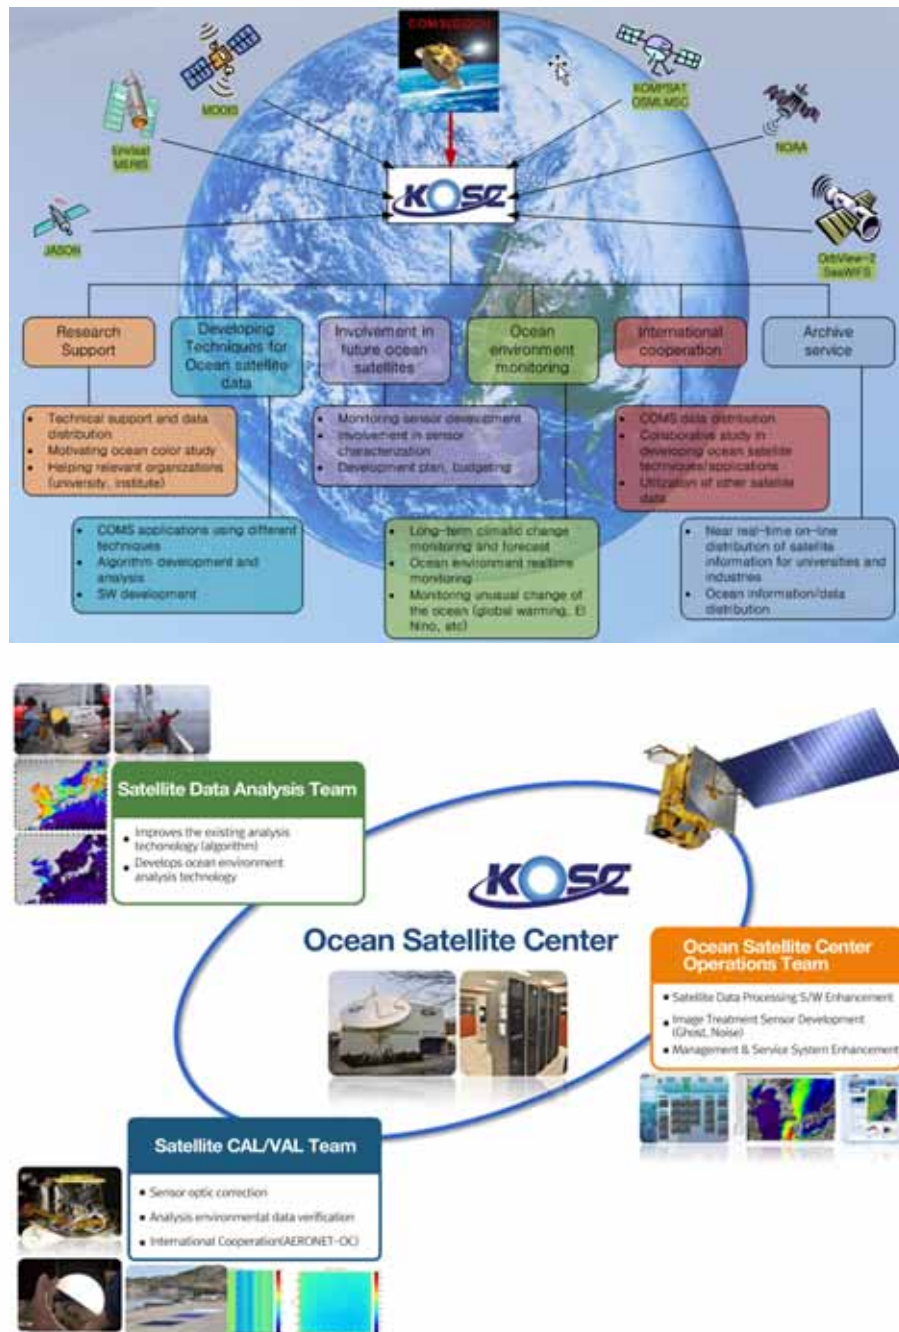 COMS(GOCI)
MODIS
KOMPSAT
OSMI,MSC
Envisat
MERIS
NOAA
KOSC
JASON
OrbView-2
SeaWiFS
Research
Support
Developing
Techniques for
Ocean satellite
data
Involvement in
future ocean
satellites
Ocean
environment
monitoring
International
cooperation
Archive
service
• Technical support and data
distribution
• Motivating ocean color study
• Helping relevant organizations
(university, institute)
• Monitoring sensor development
• Involvement in sensor
characterization
• Development plan, budgeting
• COMS data distribution
• Collaborative study in
developing ocean satellite
techniques/applications
• Utilization of other satellite
data
• COMS applications using different
techniques
• Algorithm development and
analysis
• SW development
• Long-term climatic change
monitoring and forecast
• Ocean environment realtime
monitoring
• Monitoring unusual change of
the ocean (global warming, El
Nino, etc)
• Near real-time on-line
distribution of satellite
information for universities and
industries
• Ocean information/data
distribution
Satellite Data Analysis Team
• Improves the existing analysis
techonology (algorithm)
• Develops ocean environment
analysis technology
KOSC
Ocean Satellite Center
Ocean Satellite Center
Operations Team
• Satellite Data Processing S/W Enhancement
• Image Treatment Sensor Development
(Ghost, Noise)
• Management & Service System Enhancement
Satellite CAL/VAL Team
• Sensor optic correction
• Analysis environmental data verification
• International Cooperation(AERONET-OC)